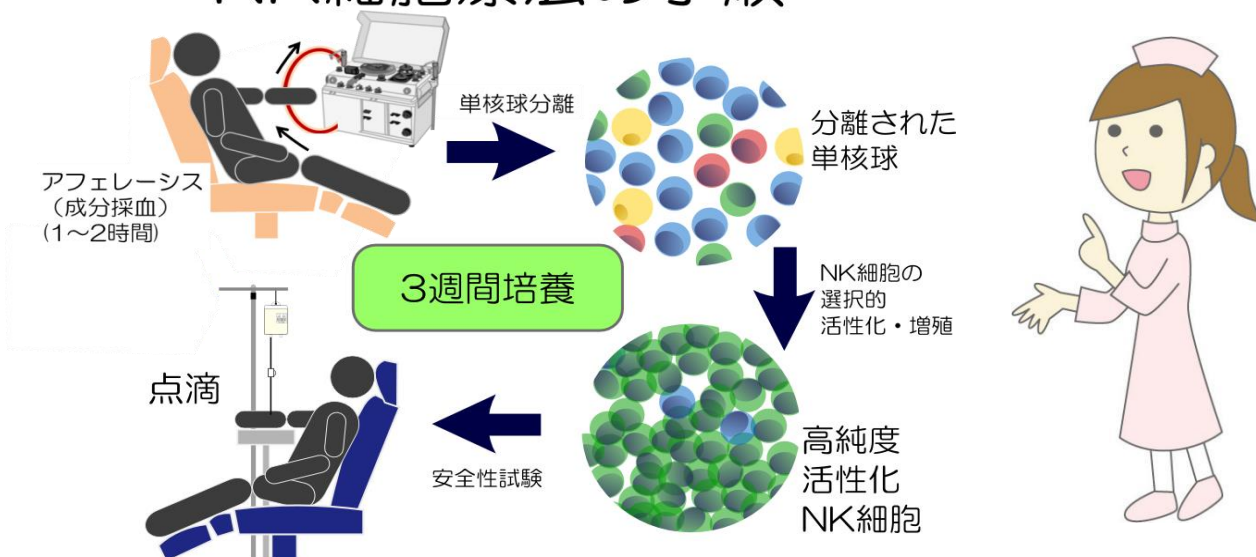 単核球分離
アフェレーシス
（成分採血）
(1～2時間)
分離された
単核球
3週間培養
NK細胞の
選択的
活性化・増殖
点滴
安全性試験
高純度
活性化
NK細胞